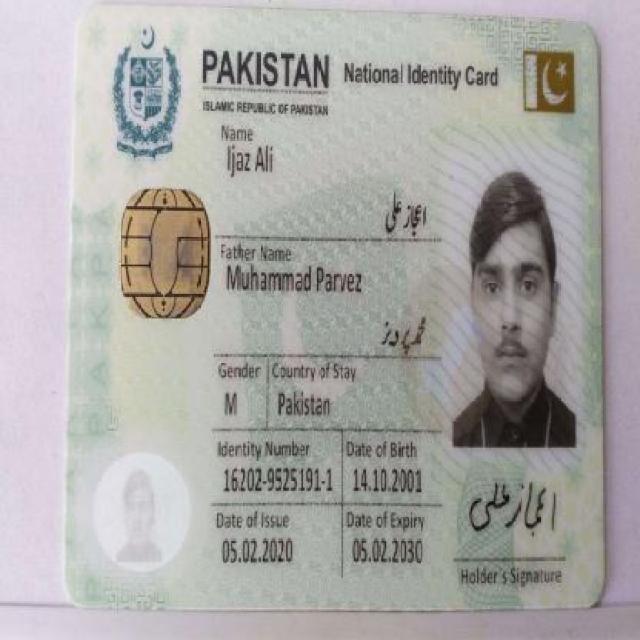 PAKISTAN National Identity Card
ISLAMIC REPUBLIC OF PAKISTAN
Name
Ijaz Ali
اعجاز علی
Father Name
Muhammad Parvez
محمد پرویز
Gender Country of Stay
M Pakistan
Identity Number Date of Birth
16202-9525191-1 14.10.2001
Date of Issue Date of Expiry
05.02.2020 05.02.2030
اعجاز علی
Holder's Signature